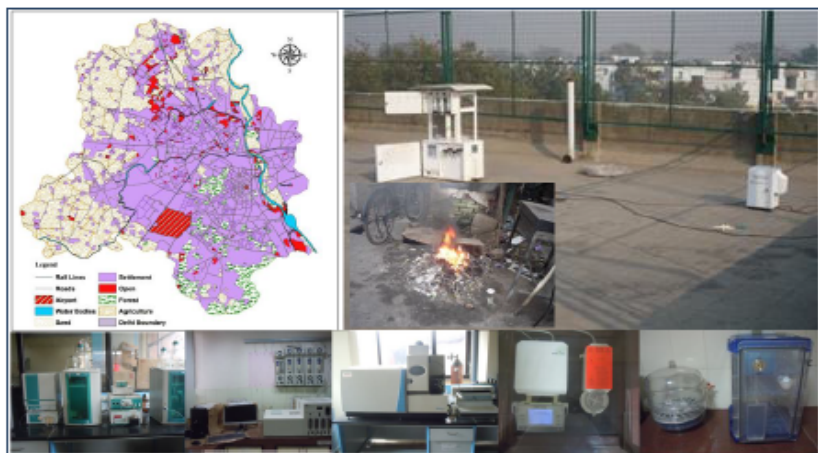 N
S
Legend
Rail Lines
Roads
Airport
Water Bodies
Sand
Settlement
Open
Forest
Agriculture
Delhi Boundary